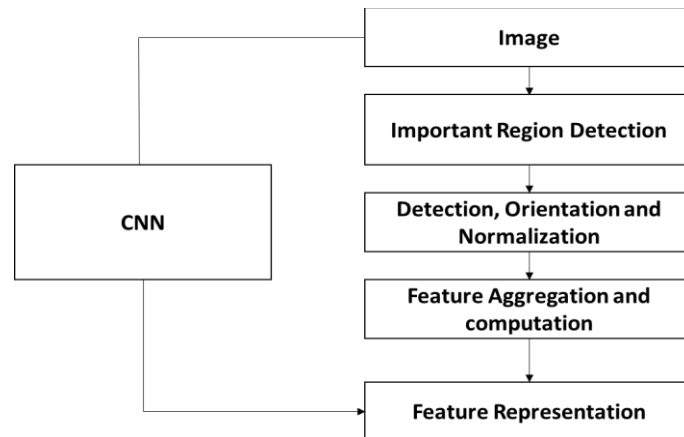 Image
Important Region Detection
CNN
Detection, Orientation and
Normalization
Feature Aggregation and
computation
Feature Representation